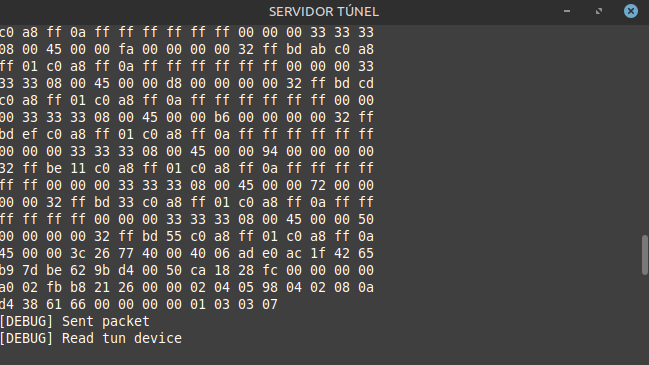 SERVIDOR TÚNEL
c0 a8 ff 0a ff ff ff ff ff ff ff 00 00 00 33 33 33
08 00 45 00 00 fa 00 00 00 00 32 ff bd ab c0 a8
ff 01 c0 a8 ff 0a ff ff ff ff ff ff 00 00 00 33
33 33 08 00 45 00 00 d8 00 00 00 00 32 ff bd cd
c0 a8 ff 01 c0 a8 ff 0a ff ff ff ff ff ff 00 00
00 33 33 33 08 00 45 00 00 b6 00 00 00 00 32 ff
bd ef c0 a8 ff 01 c0 a8 ff 0a ff ff ff ff ff ff
00 00 00 33 33 33 08 00 45 00 00 94 00 00 00 00
32 ff be 11 c0 a8 ff 01 c0 a8 ff 0a ff ff ff ff
ff ff 00 00 00 33 33 33 08 00 45 00 00 72 00 00
00 00 32 ff bd 33 c0 a8 ff 01 c0 a8 ff 0a ff ff
ff ff ff ff 00 00 00 33 33 33 08 00 45 00 00 50
00 00 00 00 32 ff bd 55 c0 a8 ff 01 c0 a8 ff 0a
45 00 00 3c 26 77 40 00 40 06 ad e0 ac 1f 42 65
b9 7d be 62 9b d4 00 50 ca 18 28 fc 00 00 00 00
a0 02 fb b8 21 26 00 00 02 04 05 98 04 02 08 0a
d4 38 61 66 00 00 00 00 01 03 03 07
[DEBUG] Sent packet
[DEBUG] Read tun device